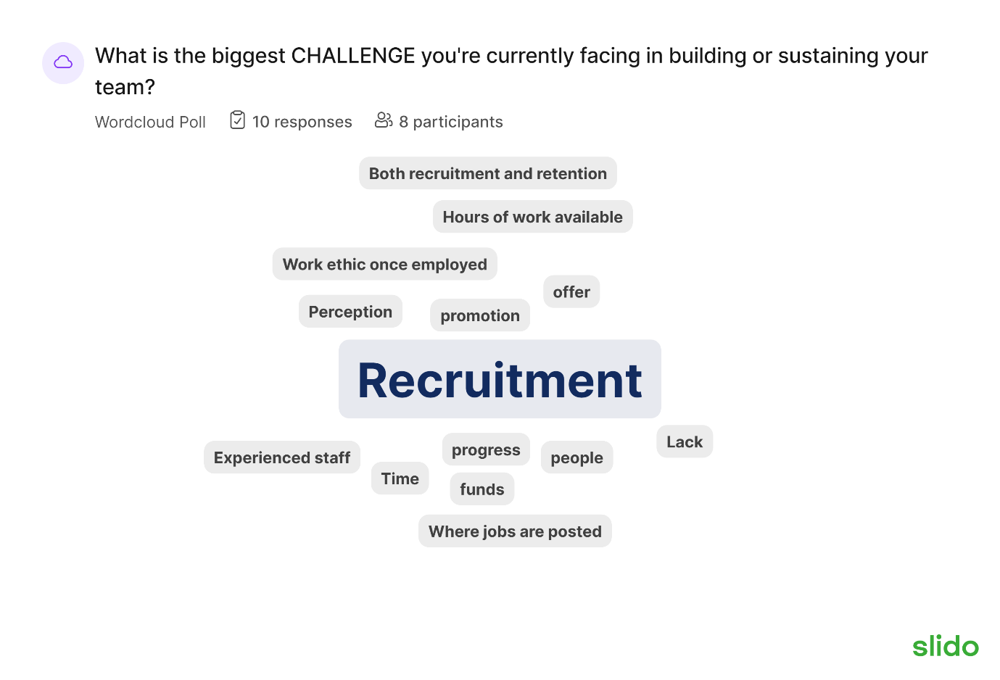 What is the biggest CHALLENGE you're currently facing in building or sustaining your
team?
Wordcloud Poll 10 responses 8 participants
Both recruitment and retention
Hours of work available
Work ethic once employed
offer
Perception
promotion
Recruitment
Lack
progress
Experienced staff
people
Time
funds
Where jobs are posted
slido